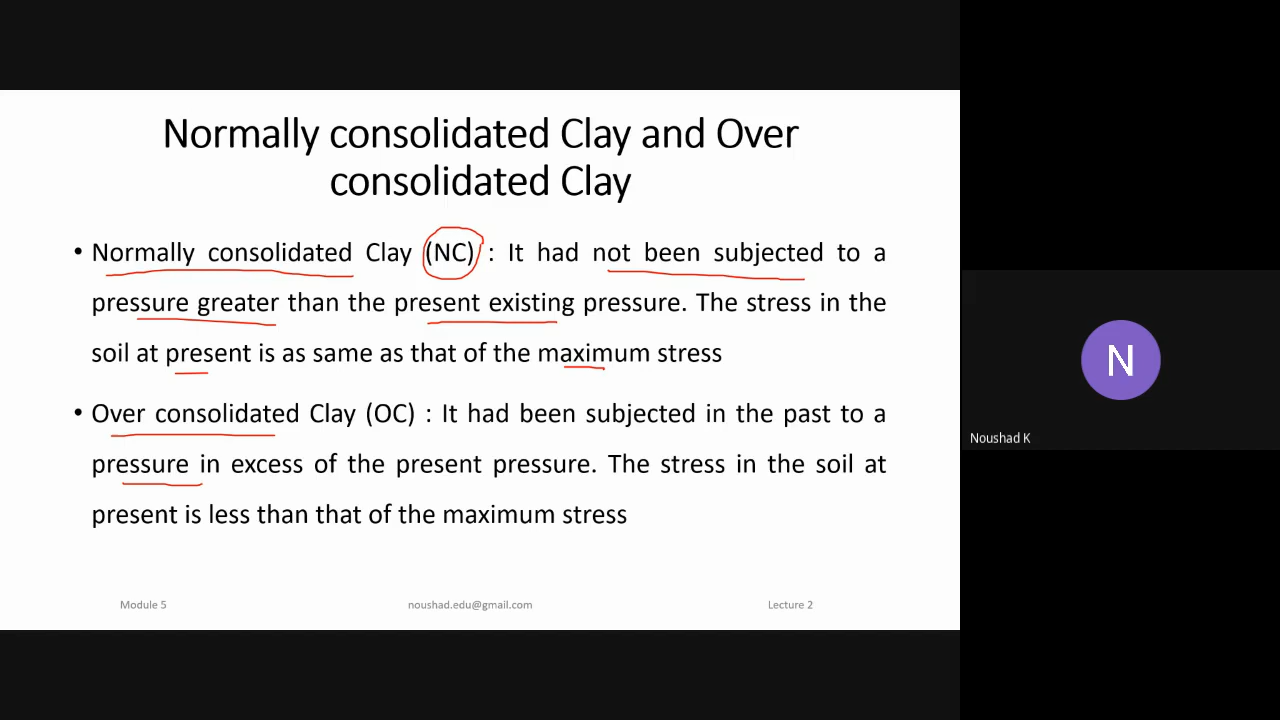 Normally consolidated Clay and Over
consolidated Clay
• Normally consolidated Clay (NC) : It had not been subjected to a
pressure greater than the present existing pressure. The stress in the
soil at present is as same as that of the maximum stress
• Over consolidated Clay (OC) : It had been subjected in the past to a
pressure in excess of the present pressure. The stress in the soil at
present is less than that of the maximum stress
Module 5
noushad.edu@gmail.com
Lecture 2
N
Noushad K